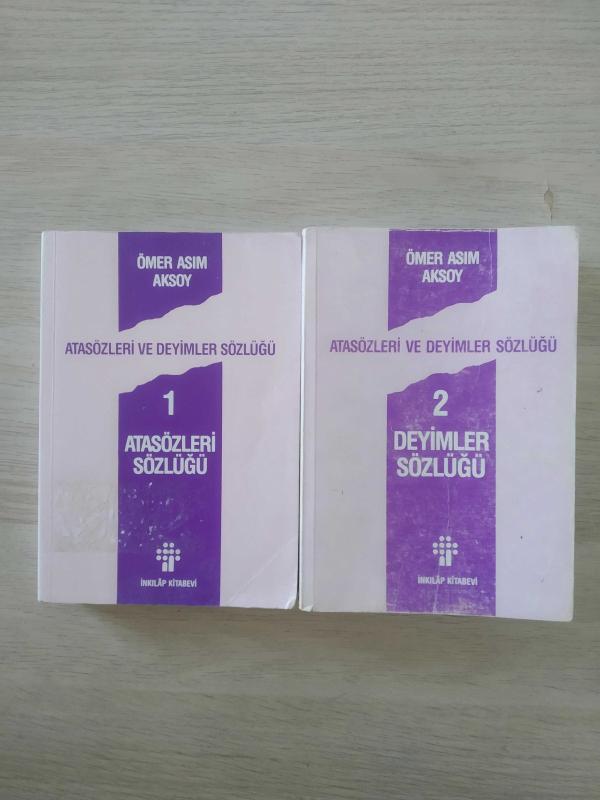 ÖMER ASIM
AKSOY
ATASÖZLERİ VE DEYİMLER SÖZLÜĞÜ
1
ATASÖZLERİ
SÖZLÜĞÜ
İNKILÂP KİTABEVİ
ÖMER ASIM
AKSOY
ATASÖZLERİ VE DEYİMLER SÖZLÜĞÜ
2
DEYİMLER
SÖZLÜĞÜ
İNKILÂP KİTABEVİ